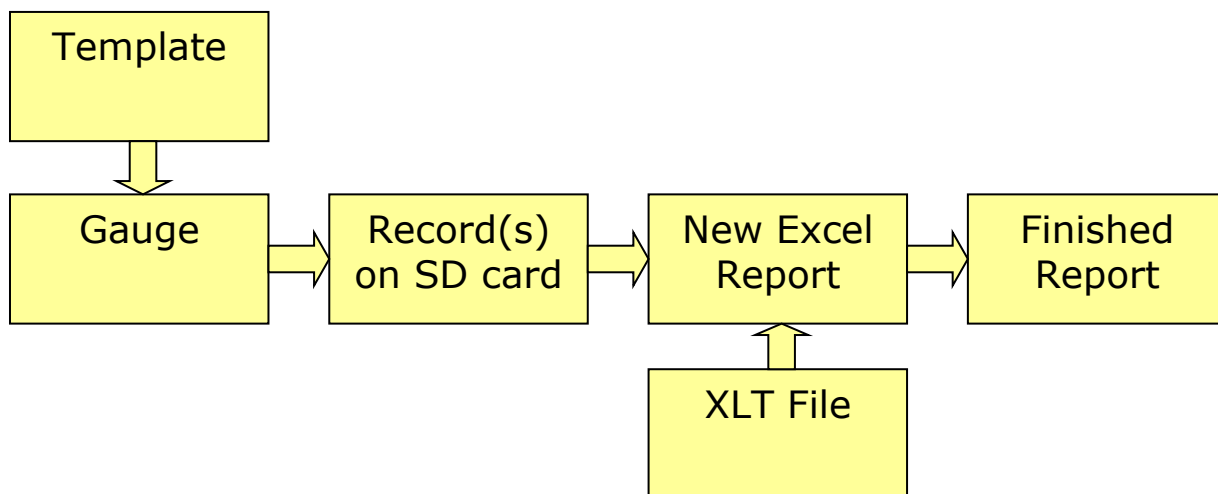 Template
Gauge
Record(s)
on SD card
New Excel
Report
Finished
Report
XLT File